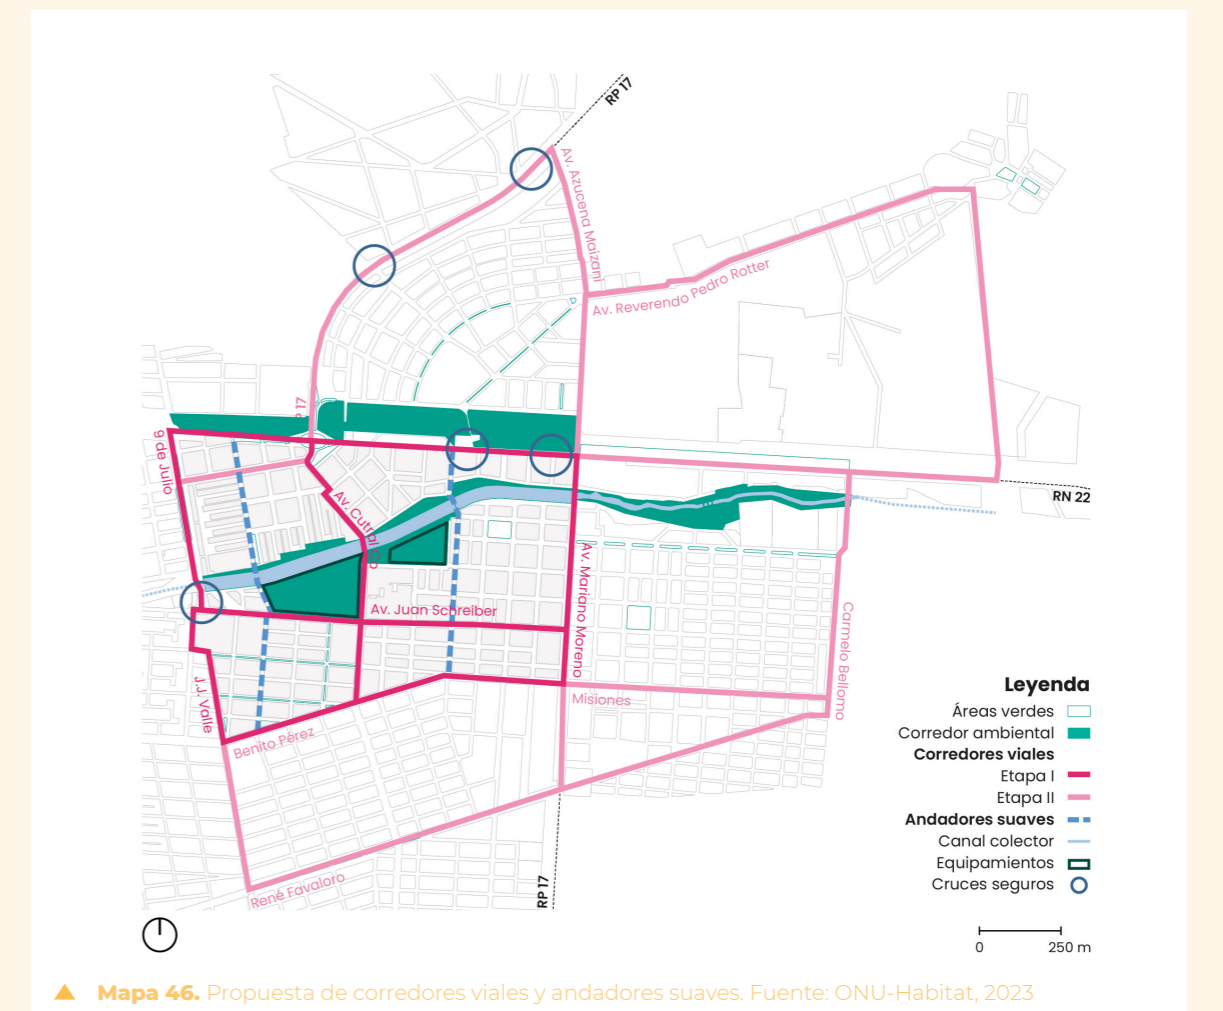 RP 17
Av. Azucena Maizani
Av. Reverendo Pedro Rotter
17
9 de Julio
RN 22
Av. Cutral
Av. Mariano Moreno
Av. Juan Schreiber
Carmelo Bellomo
J.J. Valle
Misiones
Benito Pérez
René Favaloro
RP 17
Leyenda
Áreas verdes
Corredor ambiental
Corredores viales
Etapa I
Etapa II
Andadores suaves
Canal colector
Equipamientos
Cruces seguros
0 250 m
Mapa 46. Propuesta de corredores viales y andadores suaves. Fuente: ONU-Habitat, 2023